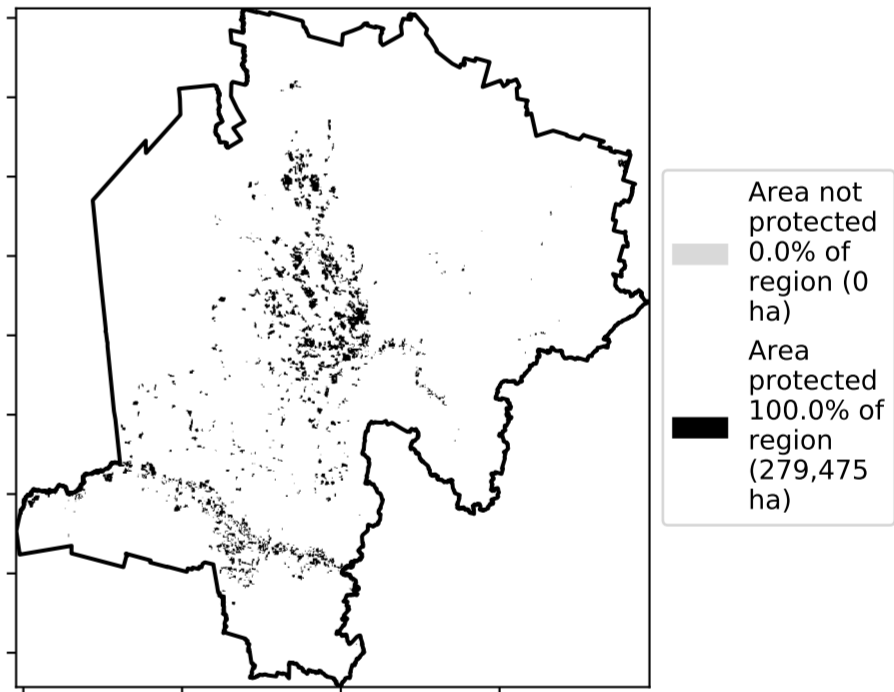 Area not
protected
0.0% of
region (0
ha)
Area
protected
100.0% of
region
(279,475
ha)